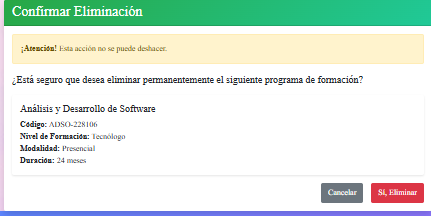 Confirmar Eliminación
¡Atención! Esta acción no se puede deshacer.
¿Está seguro que desea eliminar permanentemente el siguiente programa de formación?
Análisis y Desarrollo de Software
Código: ADSO-228106
Nivel de Formación: Tecnólogo
Modalidad: Presencial
Duración: 24 meses
Cancelar
Sí, Eliminar